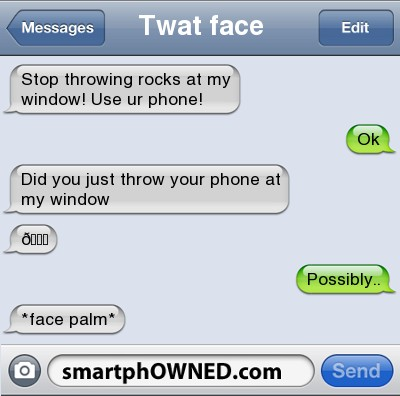 Messages
Twat face
Edit
Stop throwing rocks at my
window! Use ur phone!
Ok
Did you just throw your phone at
my window
ð
Possibly..
*face palm*
smartphOWNED.com
Send